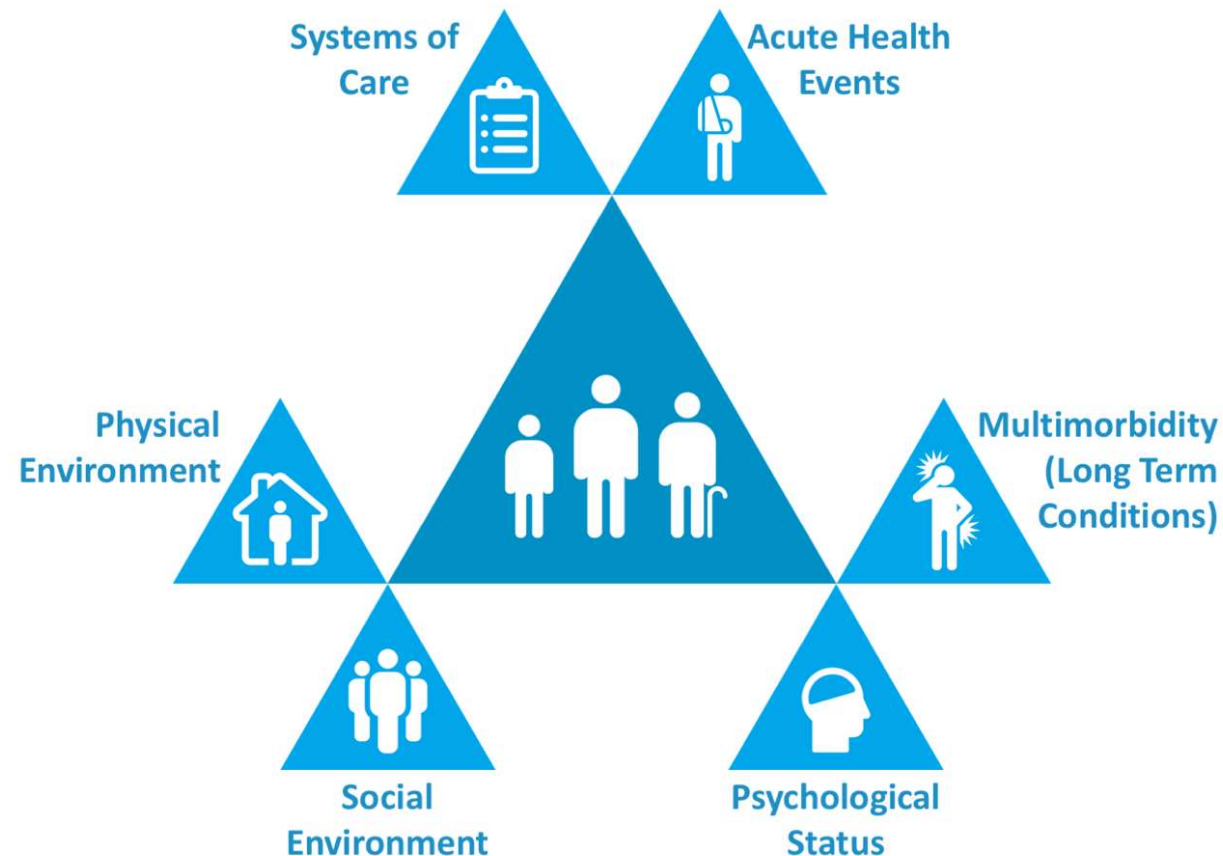 Systems of
Care
Acute Health
Events
Physical
Environment
Multimorbidity
(Long Term
Conditions)
Social
Environment
Psychological
Status